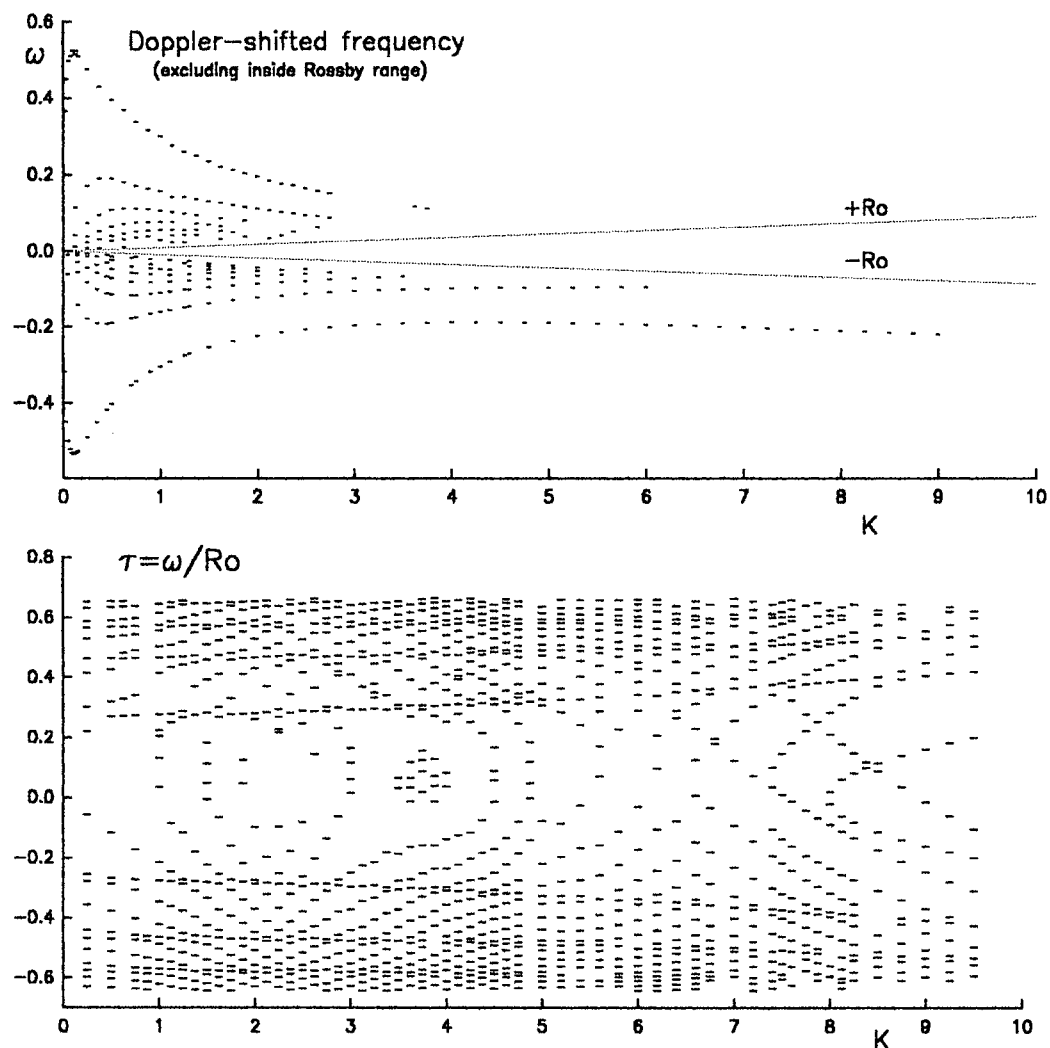 0.6
ω
Doppler-shifted frequency
(excluding inside Rossby range)
0.4
0.2
+Ro
0.0
-Ro
-0.2
-0.4
0 1 2 3 4 5 6 7 8 9 10
K
0.8
τ=ω/Ro
0.6
0.4
0.2
0.0
-0.2
-0.4
-0.6
0 1 2 3 4 5 6 7 8 9 10
K